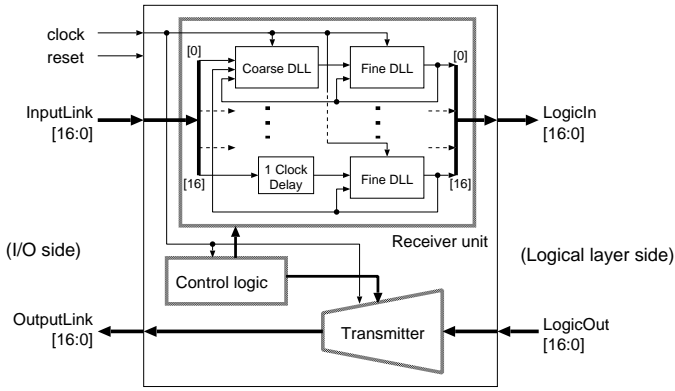 clock
reset
[0]
Coarse DLL
Fine DLL
[0]
InputLink
[16:0]
LogicIn
[16:0]
[16]
1 Clock
Delay
Fine DLL
[16]
Receiver unit
(I/O side)
(Logical layer side)
Control logic
OutputLink
[16:0]
Transmitter
LogicOut
[16:0]